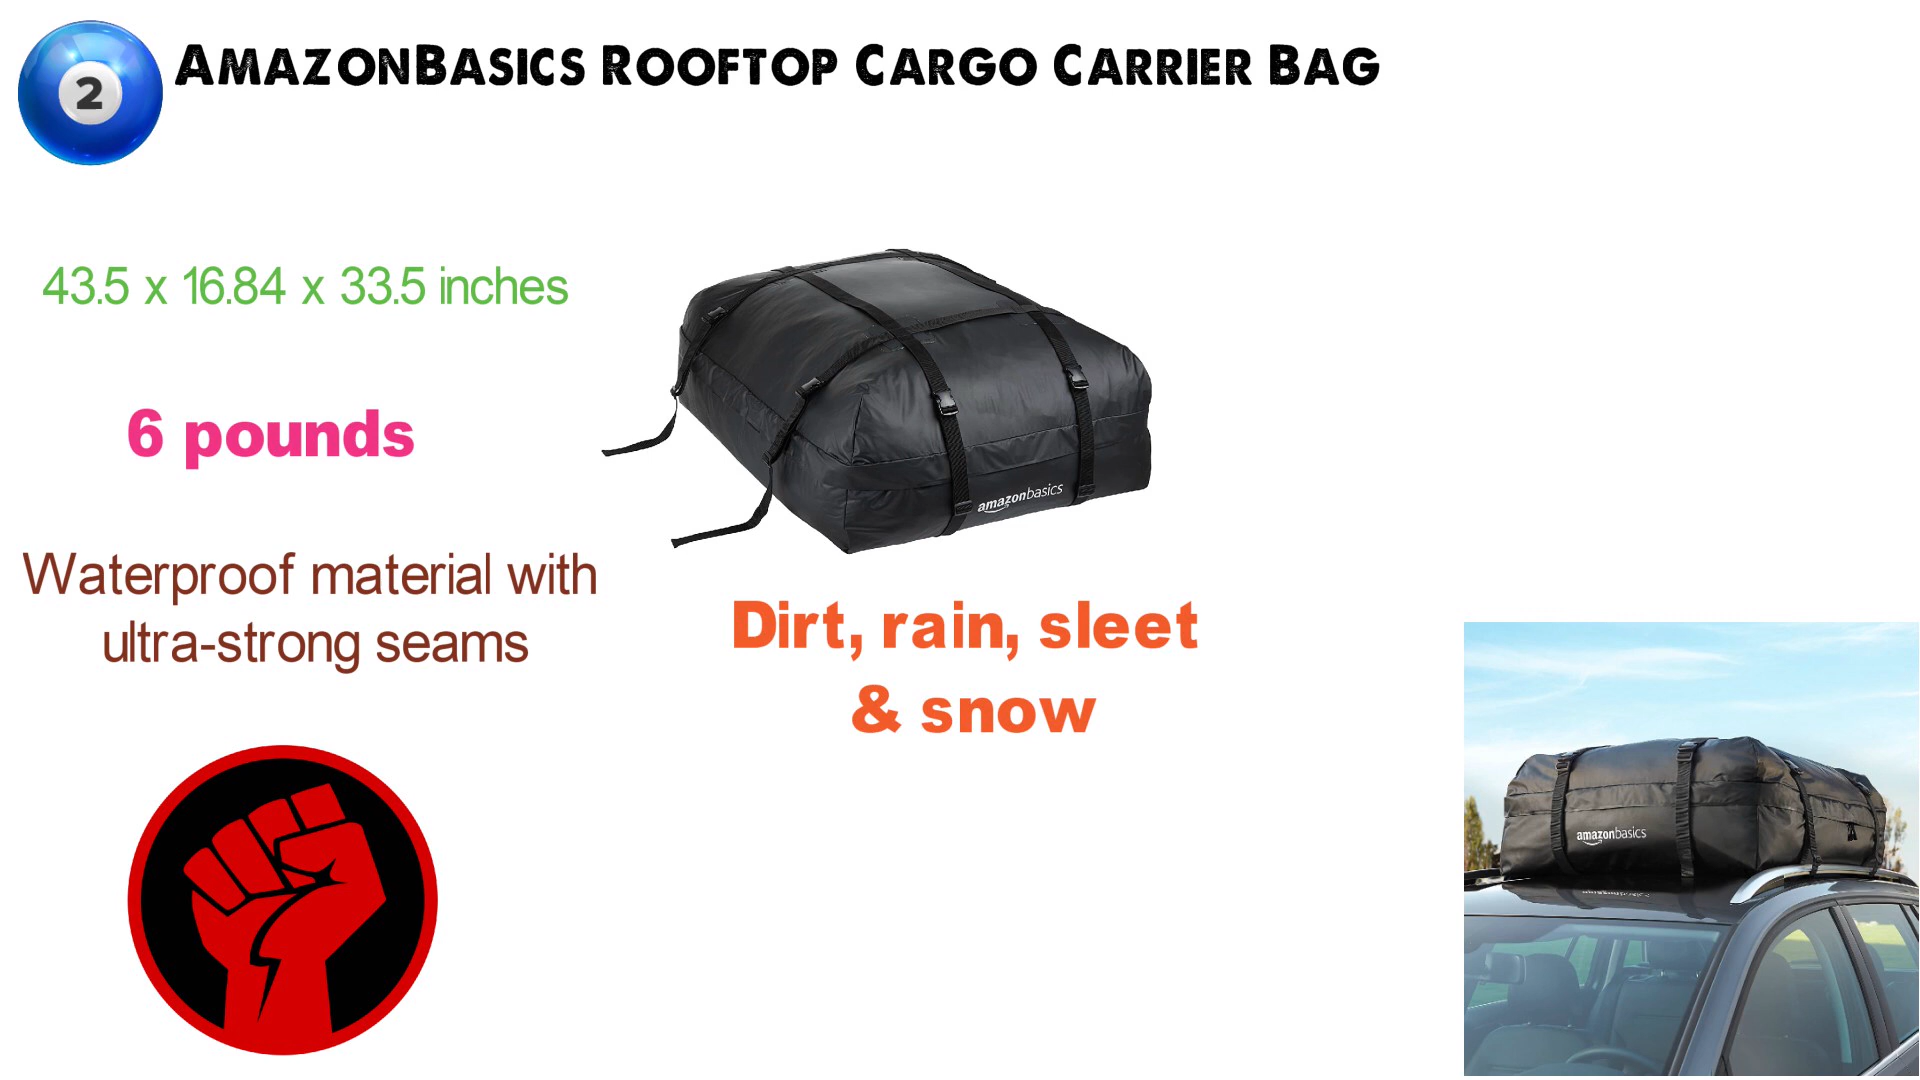 2
AmazonBasics Rooftop Cargo Carrier Bag
43.5 x 16.84 x 33.5 inches
6 pounds
Waterproof material with
ultra-strong seams
amazonbasics
Dirt, rain, sleet
& snow
amazonbasics